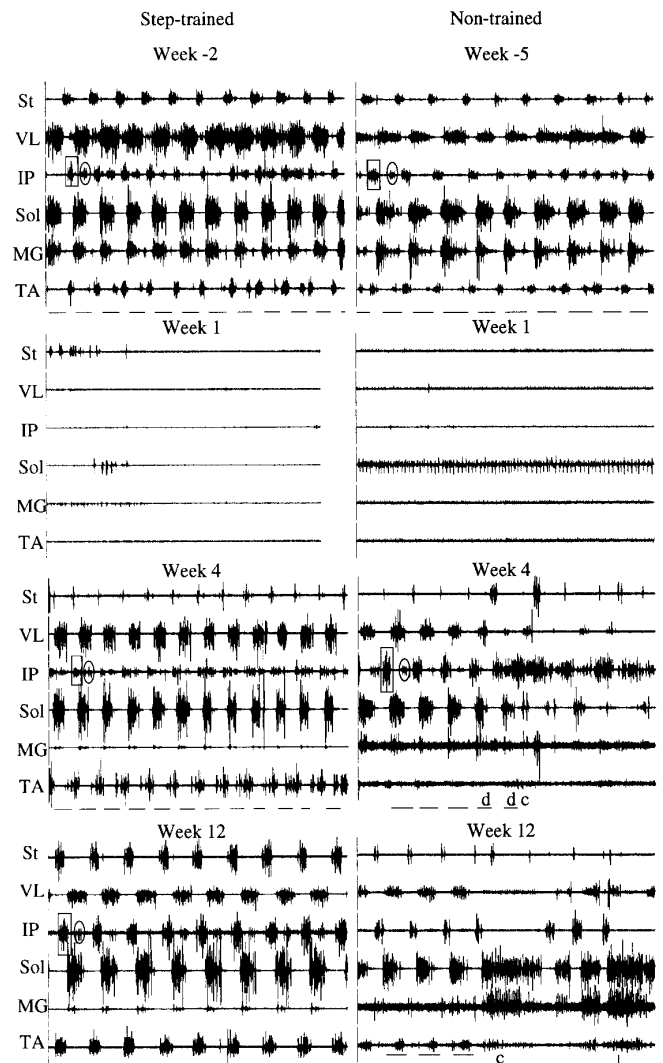 Step-trained Non-trained
Week -2 Week -5
St
VL
IP
Sol
MG
TA
Week 1 Week 1
St
VL
IP
Sol
MG
TA
Week 4 Week 4
St
VL
IP
Sol
MG
TA
d d c
Week 12 Week 12
St
VL
IP
Sol
MG
TA
c